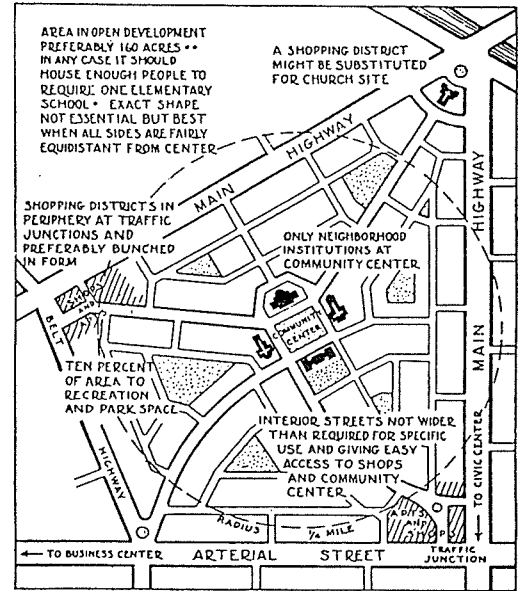 AREA IN OPEN DEVELOPMENT
PREFERABLY 160 ACRES • •
IN ANY CASE IT SHOULD
HOUSE ENOUGH PEOPLE TO
REQUIRE ONE ELEMENTARY
SCHOOL • EXACT SHAPE
NOT ESSENTIAL BUT BEST
WHEN ALL SIDES ARE FAIRLY
EQUIDISTANT FROM CENTER
A SHOPPING DISTRICT
MIGHT BE SUBSTITUTED
FOR CHURCH SITE
MAIN HIGHWAY
HIGHWAY
MAIN
SHOPPING DISTRICTS IN
PERIPHERY AT TRAFFIC
JUNCTIONS AND
PREFERABLY BUNCHED
IN FORM
ONLY NEIGHBORHOOD
INSTITUTIONS AT
COMMUNITY CENTER
SHOPS
AND
BELT
HIGHWAY
COMMUNITY
CENTER
TEN PERCENT
OF AREA TO
RECREATION
AND PARK SPACE
INTERIOR STREETS NOT WIDER
THAN REQUIRED FOR SPECIFIC
USE AND GIVING EASY
ACCESS TO SHOPS
AND COMMUNITY
CENTER
TO CIVIC CENTER
RADIUS 1/4 MILE
AND
TRAFFIC
JUNCTION
← TO BUSINESS CENTER ARTERIAL STREET